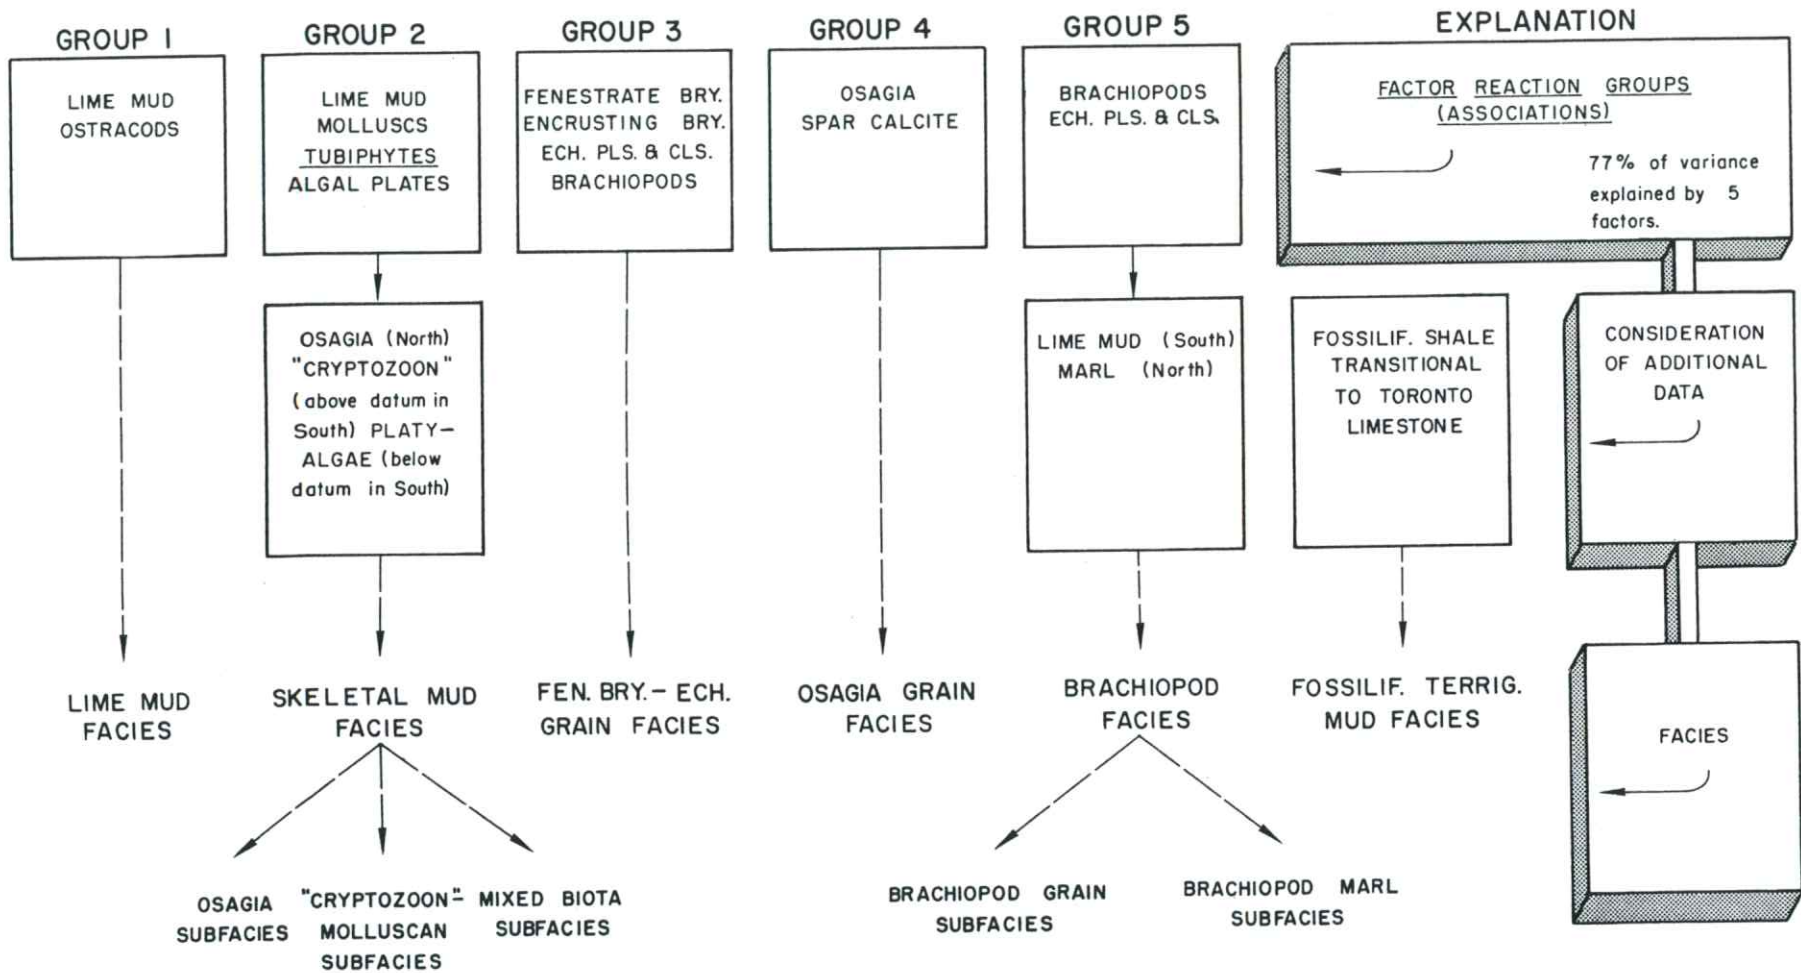 GROUP 1
LIME MUD
OSTRACODS
GROUP 2
LIME MUD
MOLLUSCS
TUBIPHYTES
ALGAL PLATES
GROUP 3
FENESTRATE BRY.
ENCRUSTING BRY.
ECH. PLS. & CLS.
BRACHIOPODS
GROUP 4
OSAGIA
SPAR CALCITE
GROUP 5
BRACHIOPODS
ECH. PLS. & CLS.
EXPLANATION
FACTOR REACTION GROUPS
(ASSOCIATIONS)
77% of variance
explained by 5
factors.
OSAGIA (North)
"CRYPTOZOON"
(above datum in
South) PLATY-
ALGAE (below
datum in South)
LIME MUD (South)
MARL (North)
FOSSILIF. SHALE
TRANSITIONAL
TO TORONTO
LIMESTONE
CONSIDERATION
OF ADDITIONAL
DATA
LIME MUD
FACIES
SKELETAL MUD
FACIES
FEN. BRY. - ECH.
GRAIN FACIES
OSAGIA GRAIN
FACIES
BRACHIOPOD
FACIES
FOSSILIF. TERRIG.
MUD FACIES
FACIES
OSAGIA
SUBFACIES
"CRYPTOZOON"-
MOLLUSCAN
SUBFACIES
MIXED BIOTA
SUBFACIES
BRACHIOPOD GRAIN
SUBFACIES
BRACHIOPOD MARL
SUBFACIES